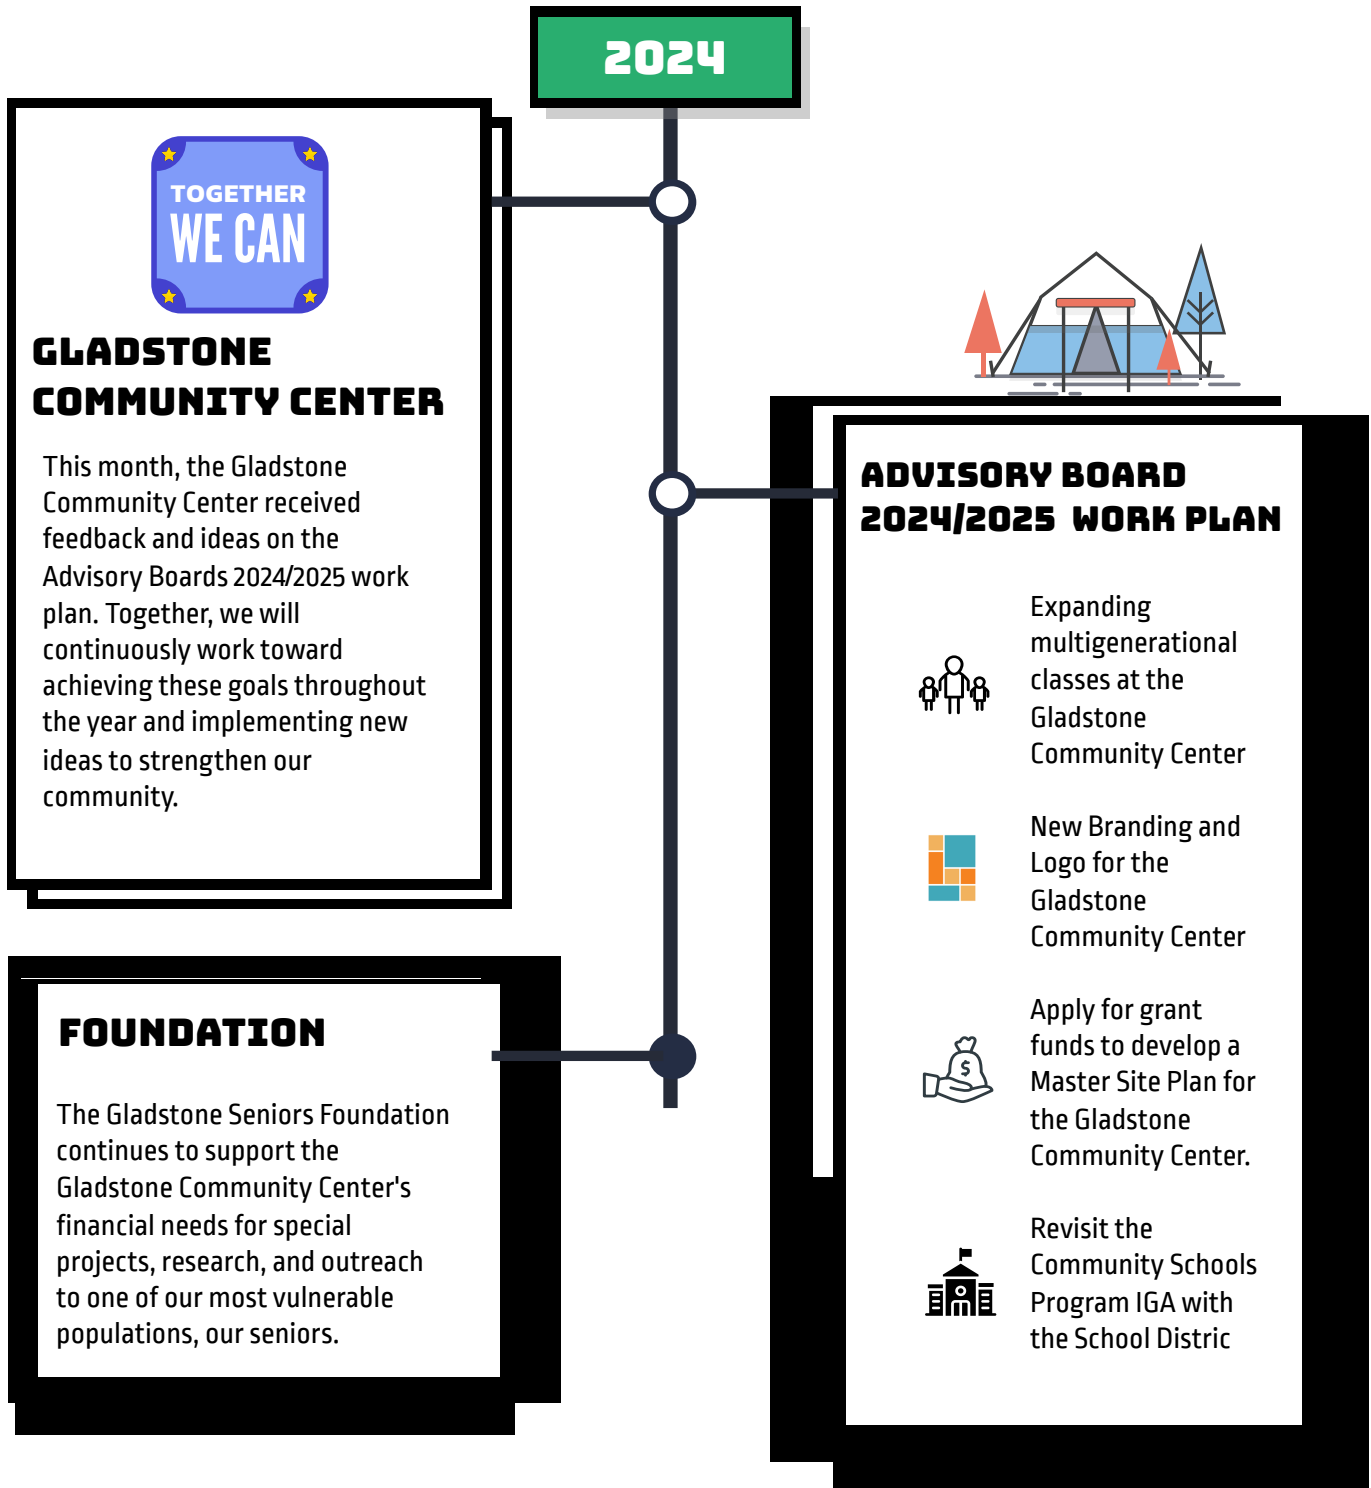 2024
TOGETHER
WE CAN
GLADSTONE
COMMUNITY CENTER
This month, the Gladstone
Community Center received
feedback and ideas on the
Advisory Boards 2024/2025 work
plan. Together, we will
continuously work toward
achieving these goals throughout
the year and implementing new
ideas to strengthen our
community.
ADVISORY BOARD
2024/2025 WORK PLAN
Expanding
multigenerational
classes at the
Gladstone
Community Center
New Branding and
Logo for the
Gladstone
Community Center
Apply for grant
funds to develop a
Master Site Plan for
the Gladstone
Community Center.
Revisit the
Community Schools
Program IGA with
the School Distric
FOUNDATION
The Gladstone Seniors Foundation
continues to support the
Gladstone Community Center's
financial needs for special
projects, research, and outreach
to one of our most vulnerable
populations, our seniors.